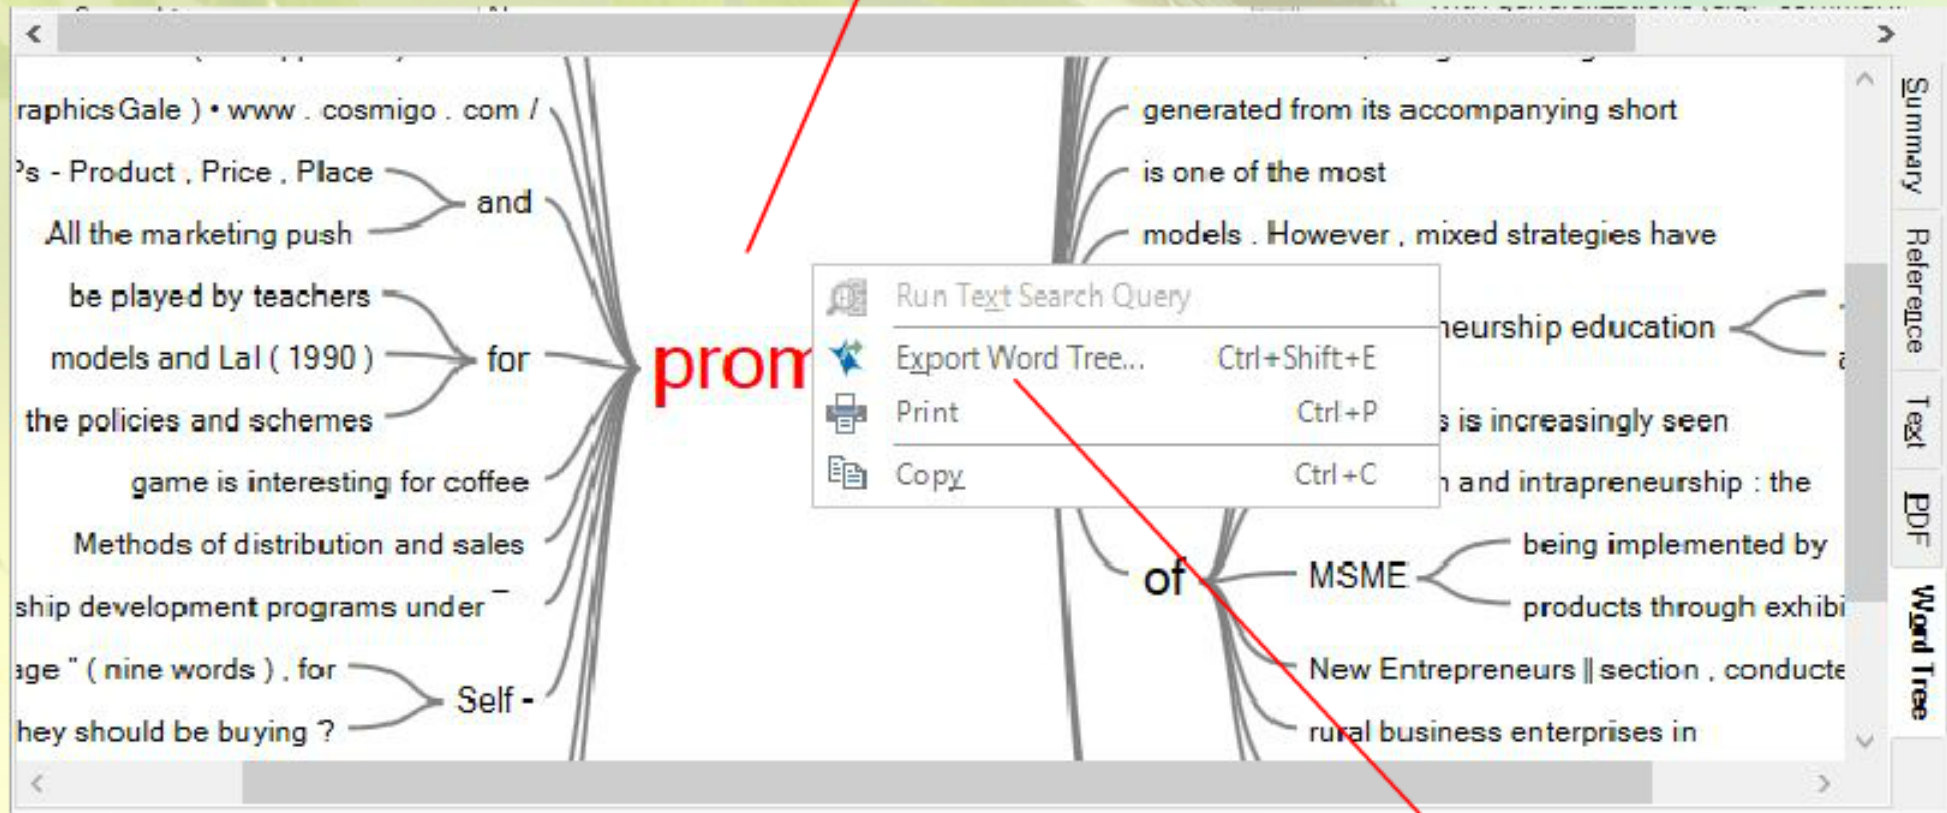 raphicsGale ) • www . cosmigo . com /
Ps - Product , Price , Place
and
All the marketing push
be played by teachers
models and Lal ( 1990 )
for
the policies and schemes
game is interesting for coffee
Methods of distribution and sales
ship development programs under
age " ( nine words ) , for
Self -
hey should be buying ?
prom
Run Text Search Query
Export Word Tree... Ctrl+Shift+E
Print Ctrl+P
Copy Ctrl+C
generated from its accompanying short
is one of the most
models . However , mixed strategies have
neurship education
s is increasingly seen
n and intrapreneurship : the
of
MSME
being implemented by
products through exhibi
New Entrepreneurs || section , conducte
rural business enterprises in
Summary
Reference
Text
PDF
Word Tree